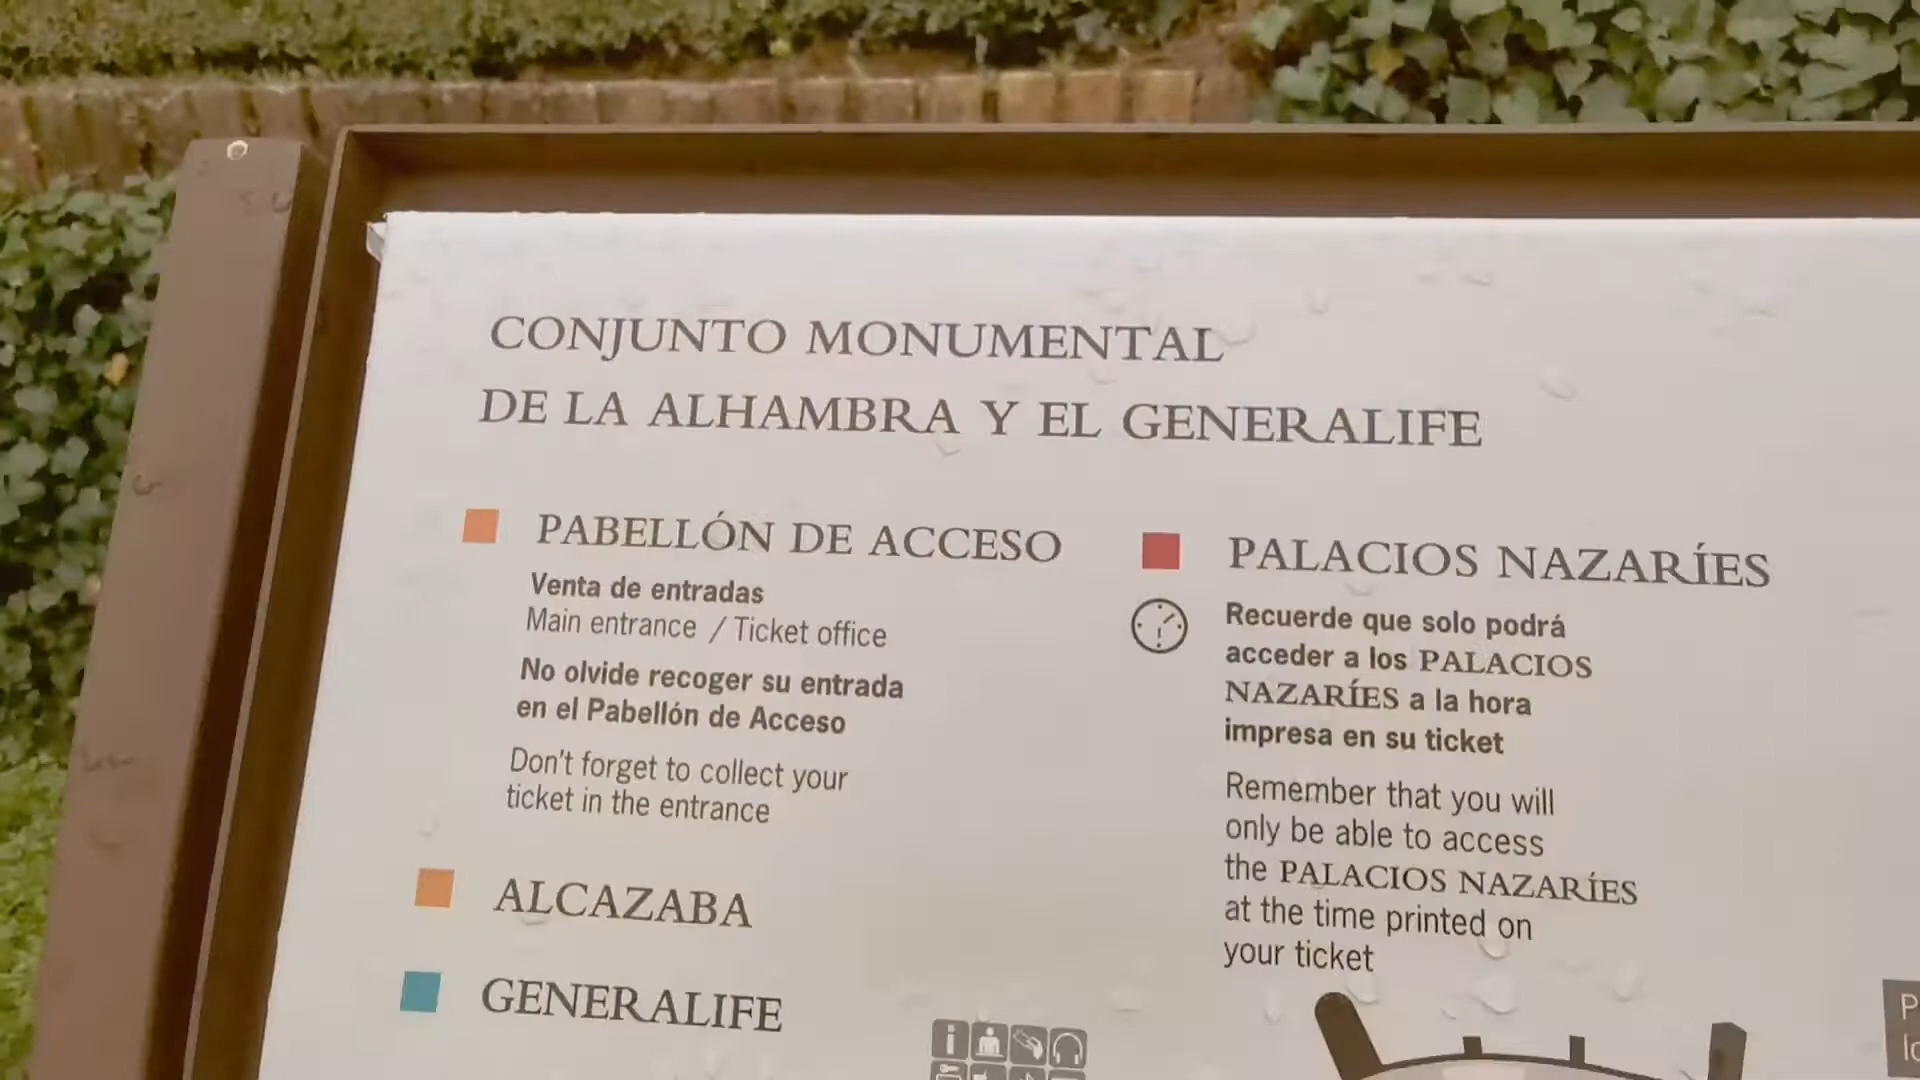 CONJUNTO MONUMENTAL
DE LA ALHAMBRA Y EL GENERALIFE
PABELLÓN DE ACCESO
Venta de entradas
Main entrance / Ticket office
No olvide recoger su entrada
en el Pabellón de Acceso
Don't forget to collect your
ticket in the entrance
ALCAZABA
GENERALIFE
PALACIOS NAZARÍES
Recuerde que solo podrá
acceder a los PALACIOS
NAZARÍES a la hora
impresa en su ticket
Remember that you will
only be able to access
the PALACIOS NAZARÍES
at the time printed on
your ticket